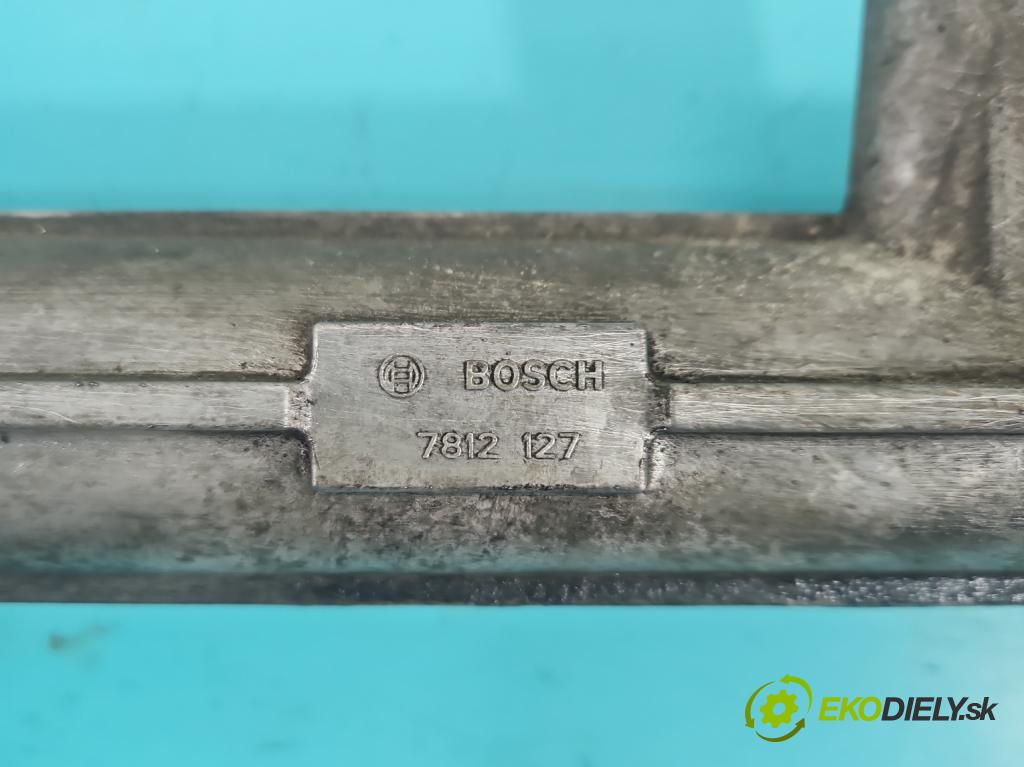 BOSCH
7812 127
EKODIELY.sk